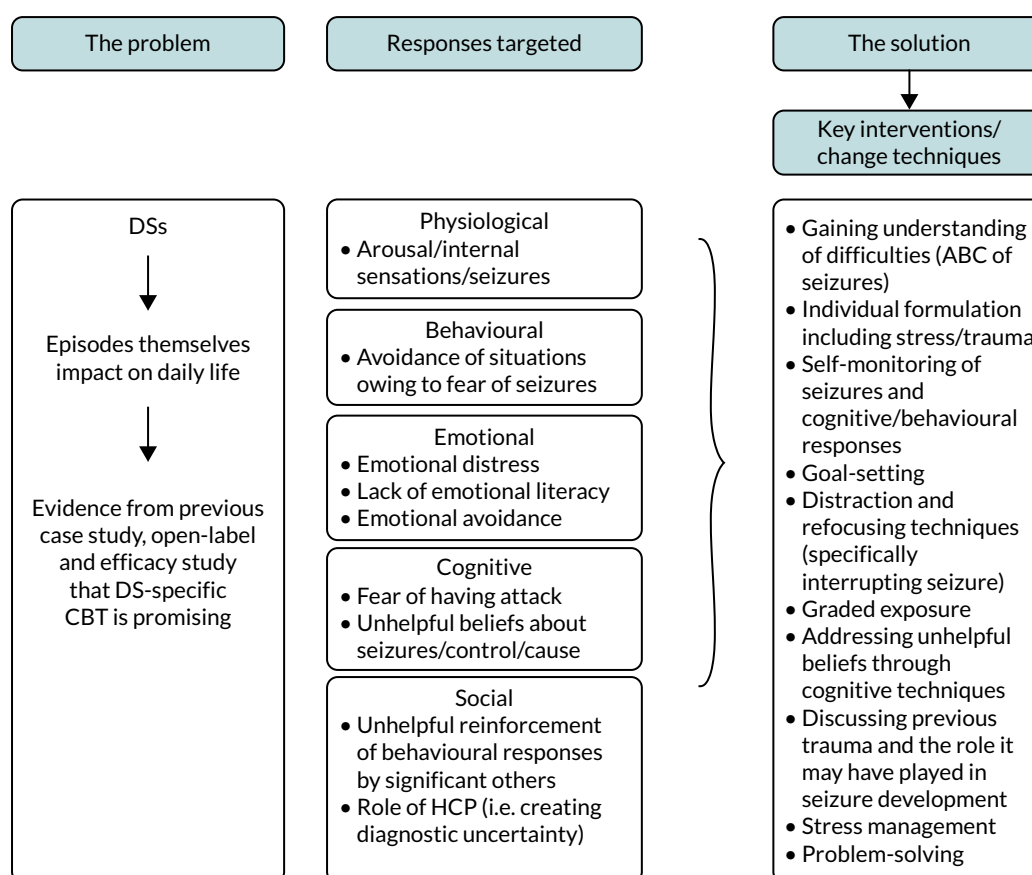 The problem
Responses targeted
The solution
Key interventions/
change techniques
DSs
Episodes themselves
impact on daily life
Evidence from previous
case study, open-label
and efficacy study
that DS-specific
CBT is promising
Physiological
• Arousal/internal
sensations/seizures
Behavioural
• Avoidance of situations
owing to fear of seizures
Emotional
• Emotional distress
• Lack of emotional literacy
• Emotional avoidance
Cognitive
• Fear of having attack
• Unhelpful beliefs about
seizures/control/cause
Social
• Unhelpful reinforcement
of behavioural responses
by significant others
• Role of HCP (i.e. creating
diagnostic uncertainty)
• Gaining understanding
of difficulties (ABC of
seizures)
• Individual formulation
including stress/trauma
• Self-monitoring of
seizures and
cognitive/behavioural
responses
• Goal-setting
• Distraction and
refocusing techniques
(specifically
interrupting seizure)
• Graded exposure
• Addressing unhelpful
beliefs through
cognitive techniques
• Discussing previous
trauma and the role it
may have played in
seizure development
• Stress management
• Problem-solving